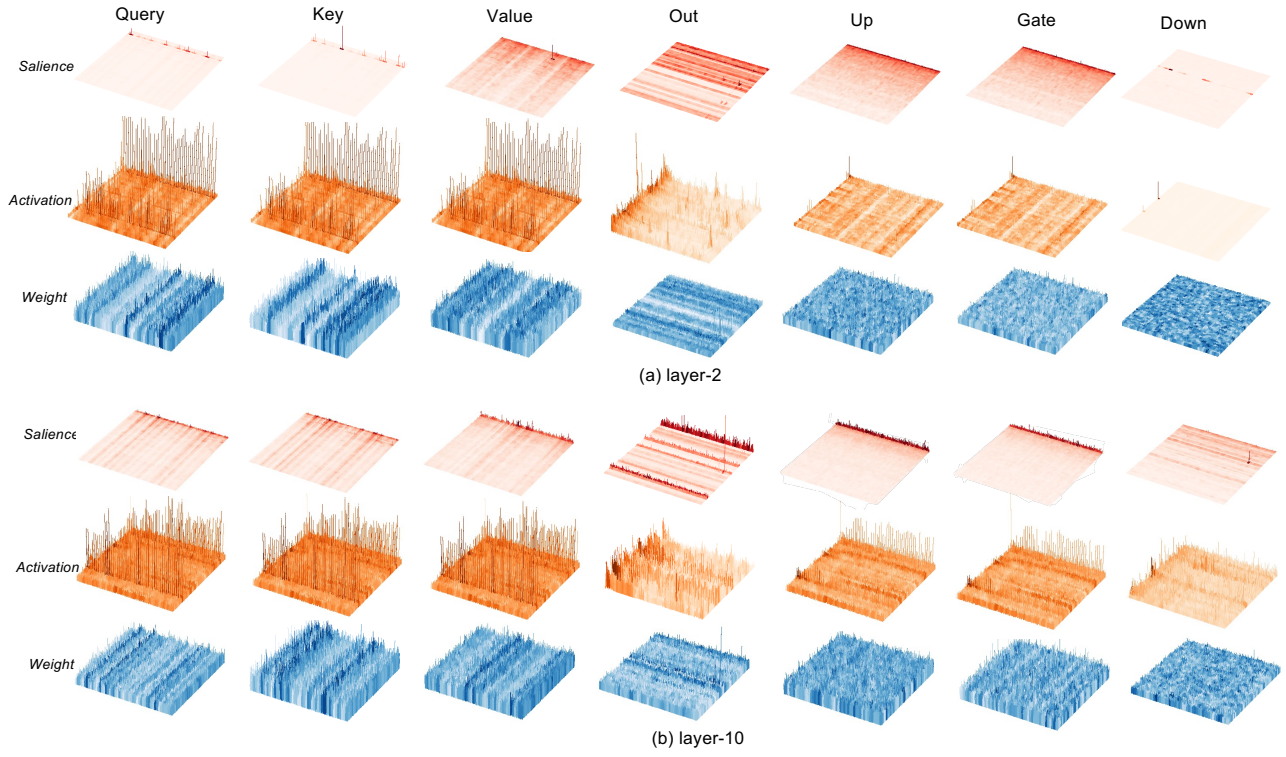 Query Key Value Out Up Gate Down
Salience
Activation
Weight
(a) layer-2
Salience
Activation
Weight
(b) layer-10